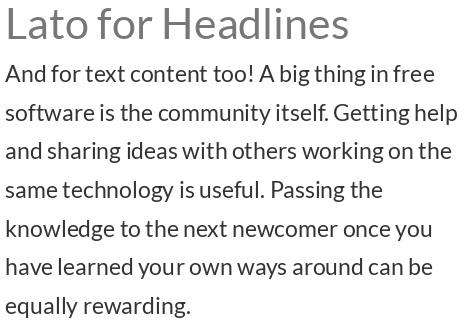 Lato for Headlines
And for text content too! A big thing in free
software is the community itself. Getting help
and sharing ideas with others working on the
same technology is useful. Passing the
knowledge to the next newcomer once you
have learned your own ways around can be
equally rewarding.